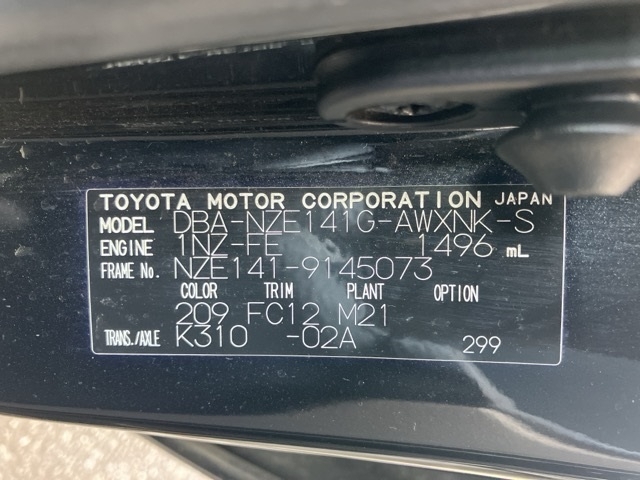 TOYOTA MOTOR CORPORATION JAPAN
MODEL DBA-NZE141G-AWXNK-S
ENGINE 1NZ-FE 1496 mL
FRAME No. NZE141-9145073
COLOR TRIM PLANT OPTION
209 FC12 M21
TRANS./AXLE K310 -02A 299